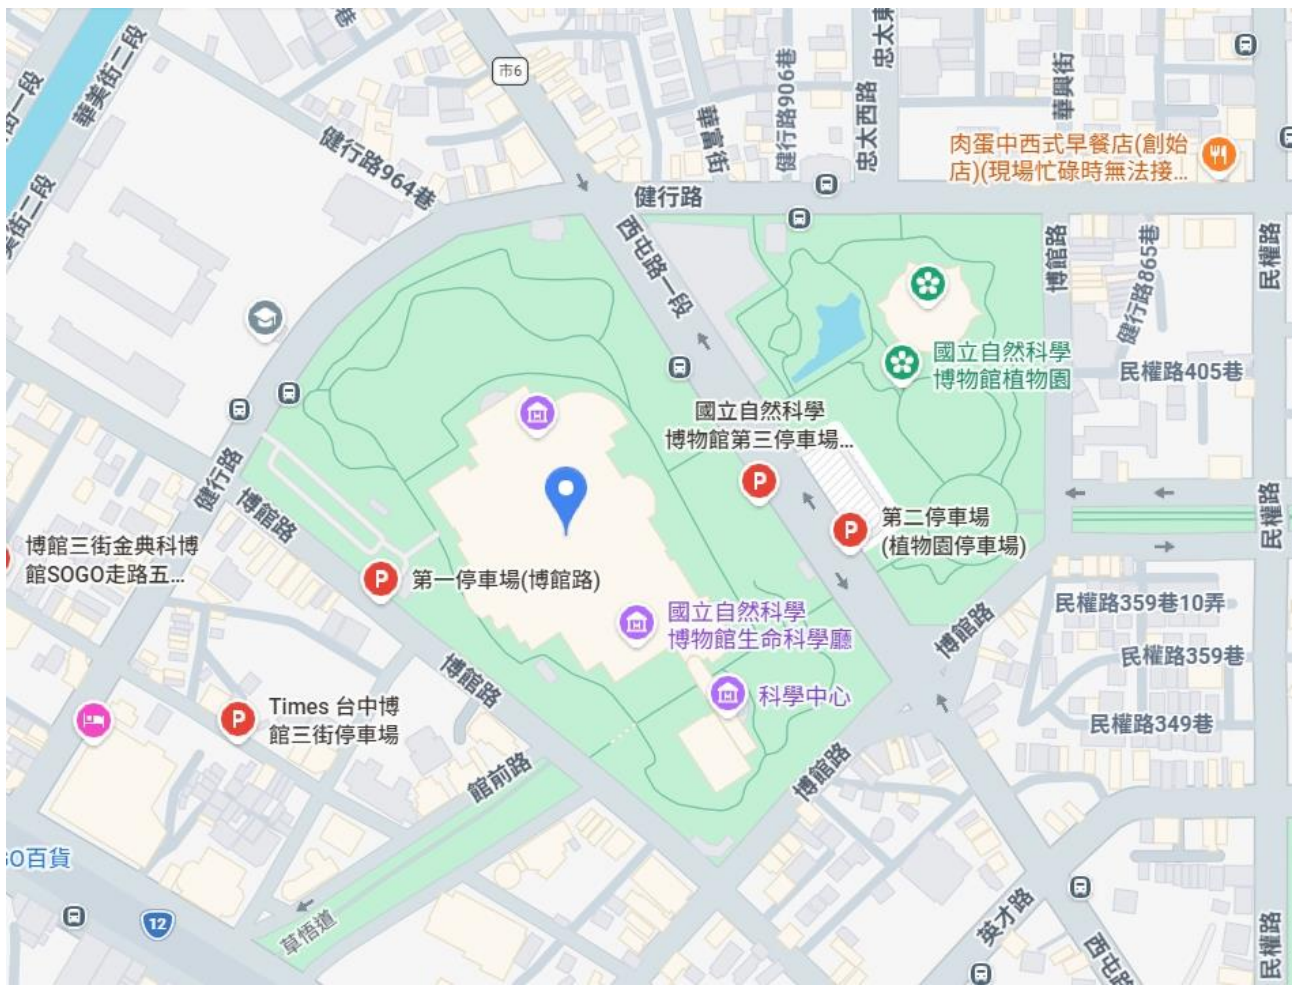 華美街二段
市6
健行路964巷
華富街
健行路906巷
忠太西路
忠太東
華興街
肉蛋中西式早餐店(創始
店)(現場忙碌時無法接...
健行路
西屯路一段
博館路
健行路865巷
民權路
國立自然科學
博物館植物園
民權路405巷
國立自然科學
博物館第三停車場...
健行路
博館路
第二停車場
(植物園停車場)
民權路
博館三街金典科博
館SOGO走路五...
第一停車場(博館路)
國立自然科學
博物館生命科學廳
民權路359巷10弄
博館路
民權路359巷
博館路
科學中心
民權路349巷
Times 台中博
館三街停車場
館前路
博館路
GO百貨
12
草悟道
英才路
西屯路
民權路